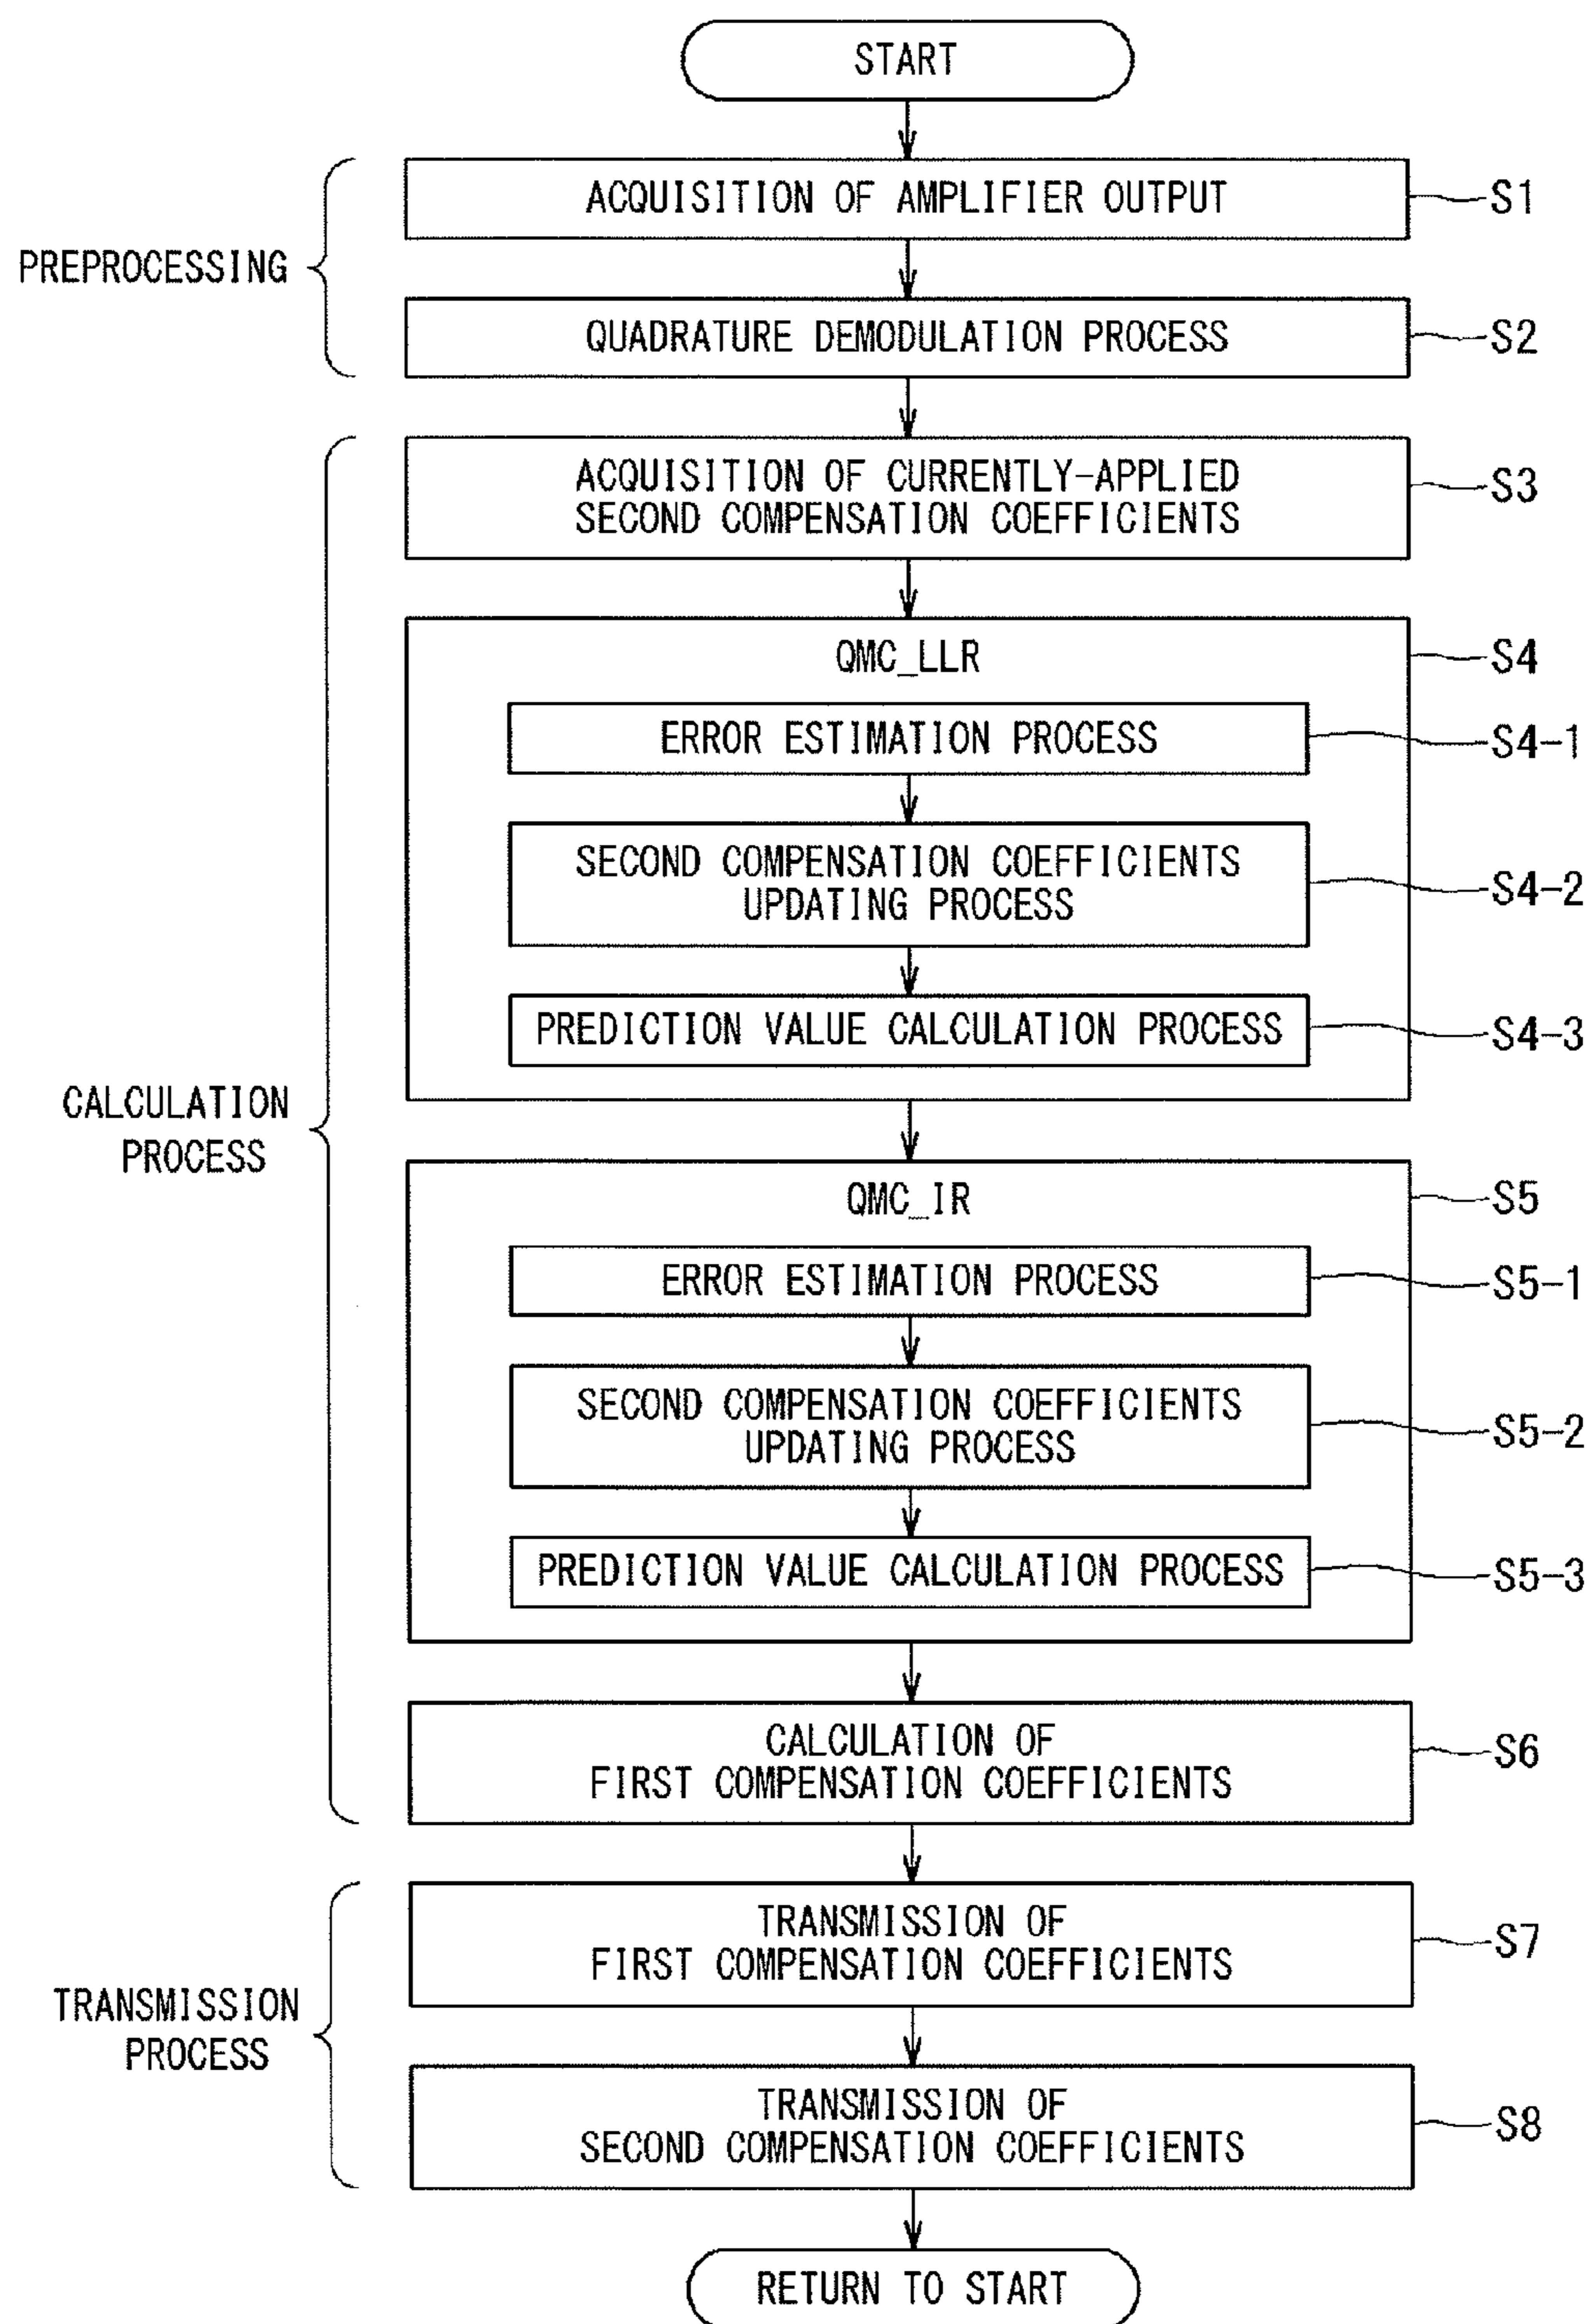 START
ACQUISITION OF AMPLIFIER OUTPUT
S1
PREPROCESSING
QUADRATURE DEMODULATION PROCESS
S2
ACQUISITION OF CURRENTLY-APPLIED
SECOND COMPENSATION COEFFICIENTS
S3
QMC_LLR
S4
ERROR ESTIMATION PROCESS
S4-1
SECOND COMPENSATION COEFFICIENTS
UPDATING PROCESS
S4-2
PREDICTION VALUE CALCULATION PROCESS
S4-3
CALCULATION
PROCESS
QMC_IR
S5
ERROR ESTIMATION PROCESS
S5-1
SECOND COMPENSATION COEFFICIENTS
UPDATING PROCESS
S5-2
PREDICTION VALUE CALCULATION PROCESS
S5-3
CALCULATION OF
FIRST COMPENSATION COEFFICIENTS
S6
TRANSMISSION OF
FIRST COMPENSATION COEFFICIENTS
S7
TRANSMISSION
PROCESS
TRANSMISSION OF
SECOND COMPENSATION COEFFICIENTS
S8
RETURN TO START